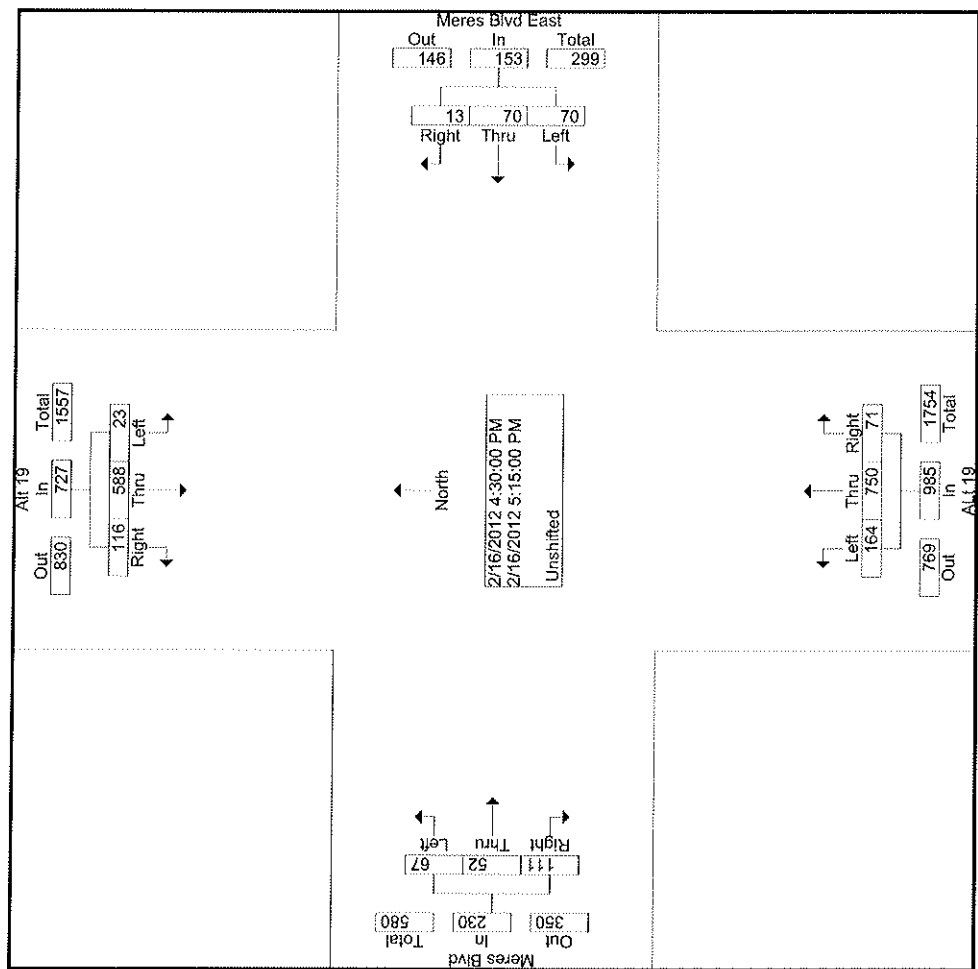 Meres Blvd East
Out In Total
146 153 299
13 70 70
Right Thru Left
Alt 19
Out In Total
830 727 1557
116 588 23
Right Thru Left
North
2/16/2012 4:30:00 PM
2/16/2012 5:15:00 PM
Unshifted
Left Thru Right
164 750 71
769 985 1754
Out In Total
Alt 19
Left Thru Right
67 52 111
580 230 350
Total In Out
Meres Blvd